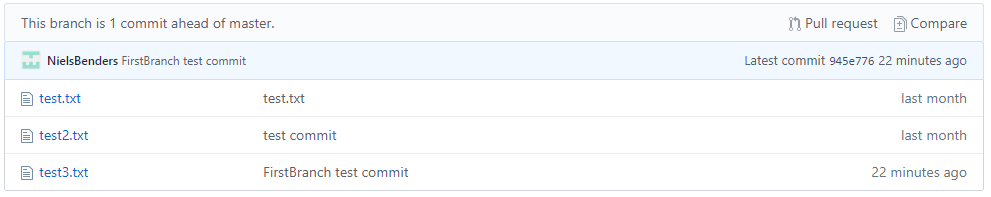 This branch is 1 commit ahead of master. Pull request Compare
NielsBenders FirstBranch test commit Latest commit 945e776 22 minutes ago
test.txt test.txt last month
test2.txt test commit last month
test3.txt FirstBranch test commit 22 minutes ago